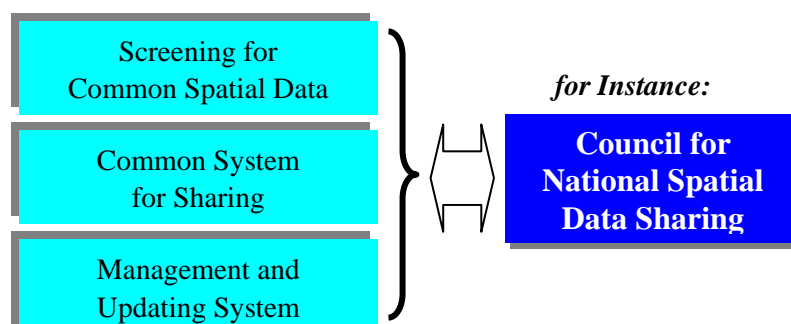 Screening for
Common Spatial Data
Common System
for Sharing
Management and
Updating System
for Instance:
Council for
National Spatial
Data Sharing